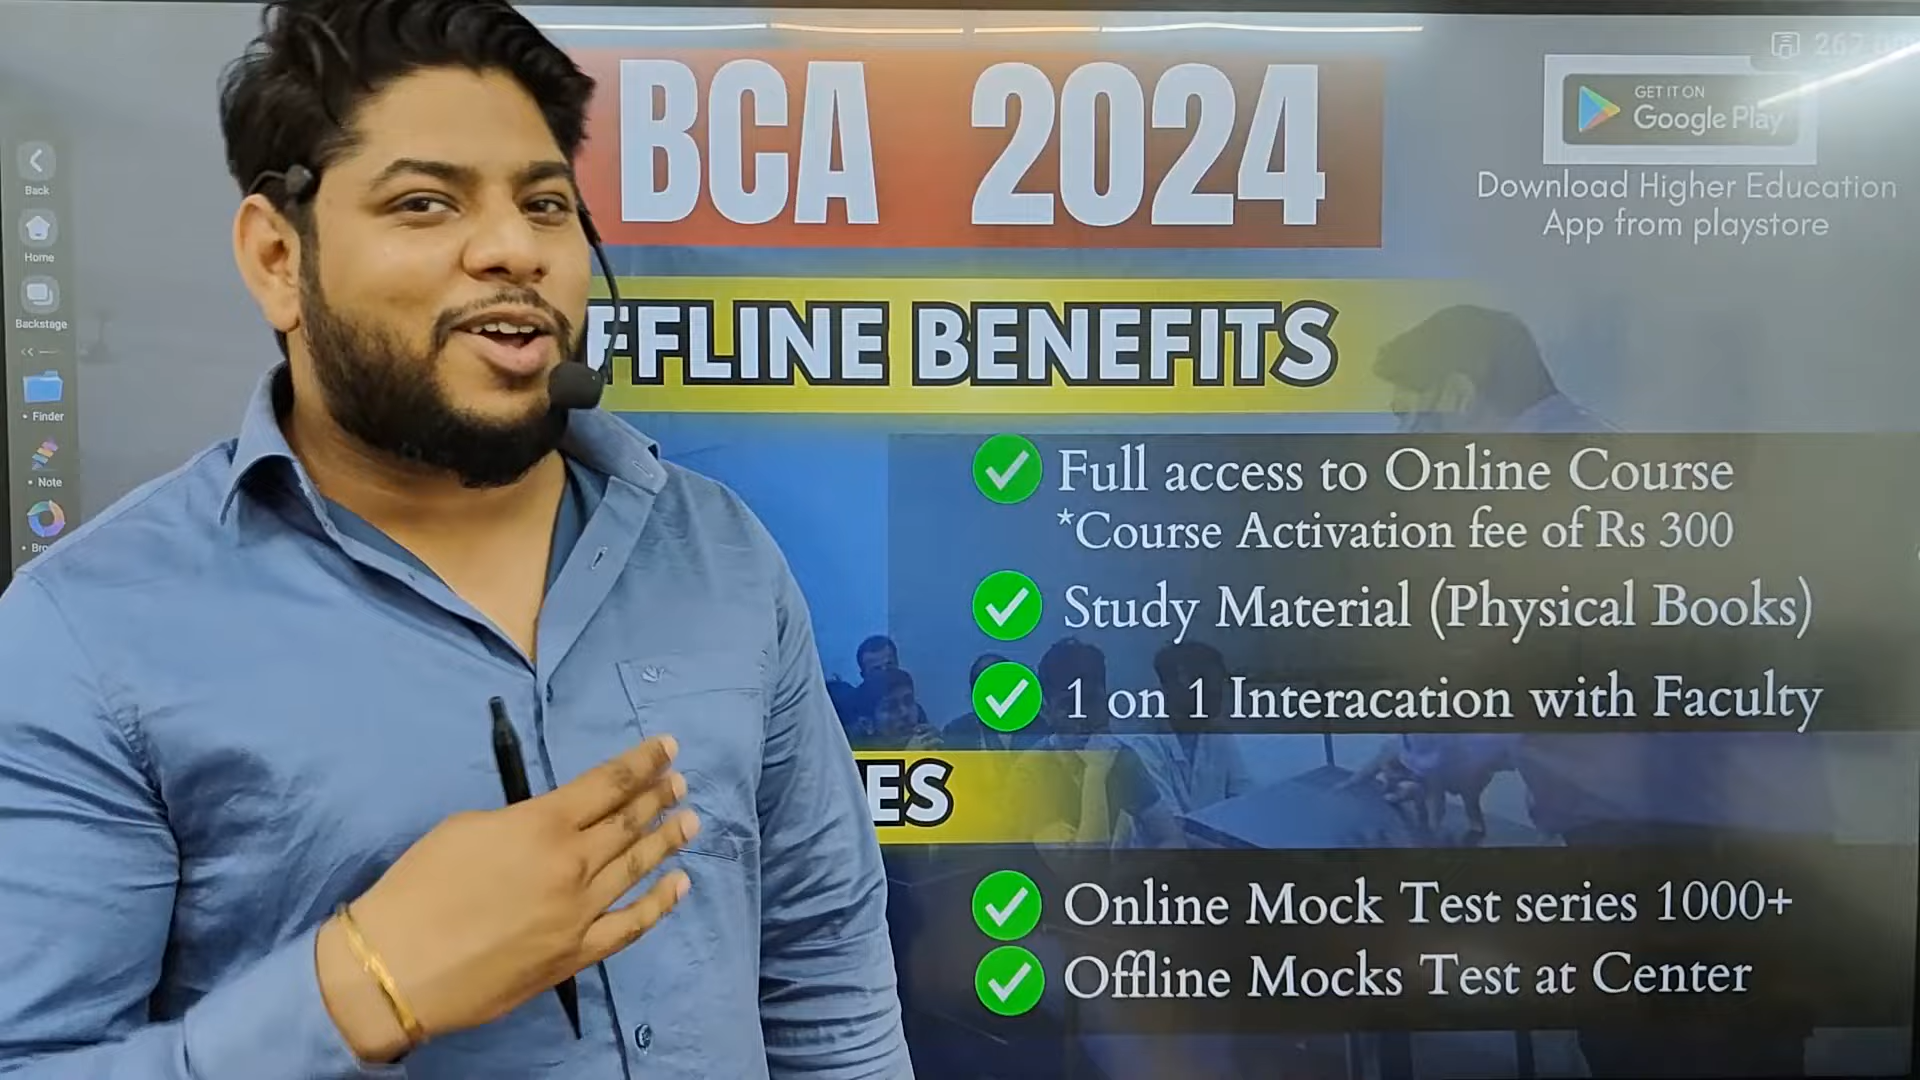 BCA 2024
GET IT ON
Google Play
Download Higher Education
App from playstore
Back
Home
Backstage
Finder
Note
FFLINE BENEFITS
✓ Full access to Online Course
*Course Activation fee of Rs 300
✓ Study Material (Physical Books)
✓ 1 on 1 Interacation with Faculty
ES
✓ Online Mock Test series 1000+
✓ Offline Mocks Test at Center